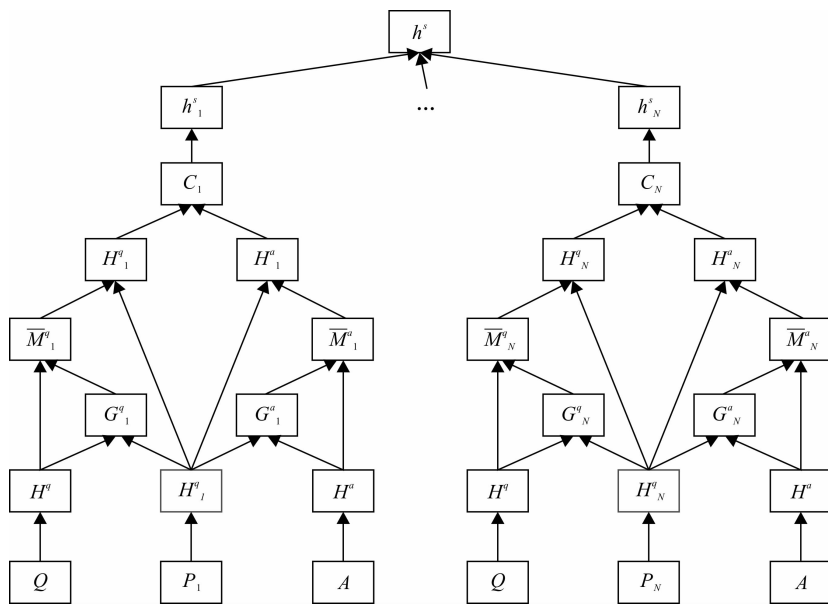 h^s
h^s_1 ... h^s_N
C_1 C_N
H^q_1 H^a_1 H^q_N H^a_N
M̅^q_1 M̅^a_1 M̅^q_N M̅^a_N
G^q_1 G^a_1 G^q_N G^a_N
H^q H^q_1 H^a H^q H^q_N H^a
Q P_1 A Q P_N A